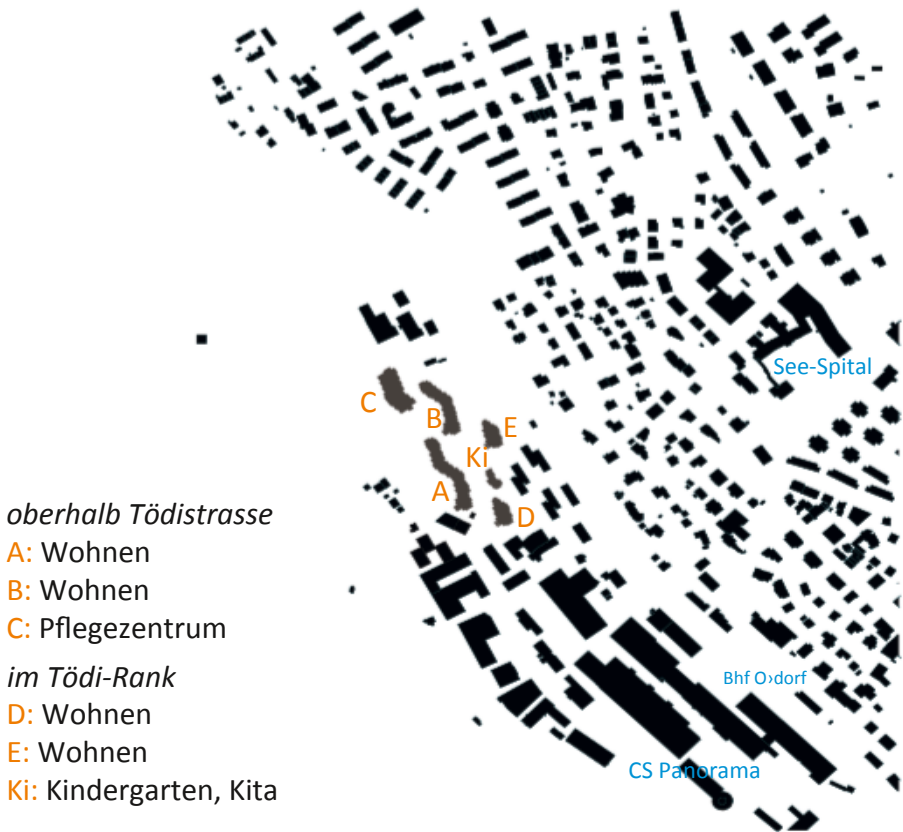 See-Spital
C
B
E
Ki
A
D
oberhalb Tödistrasse
A: Wohnen
B: Wohnen
C: Pflegezentrum
im Tödi-Rank
D: Wohnen
E: Wohnen
Ki: Kindergarten, Kita
Bhf O›dorf
CS Panorama